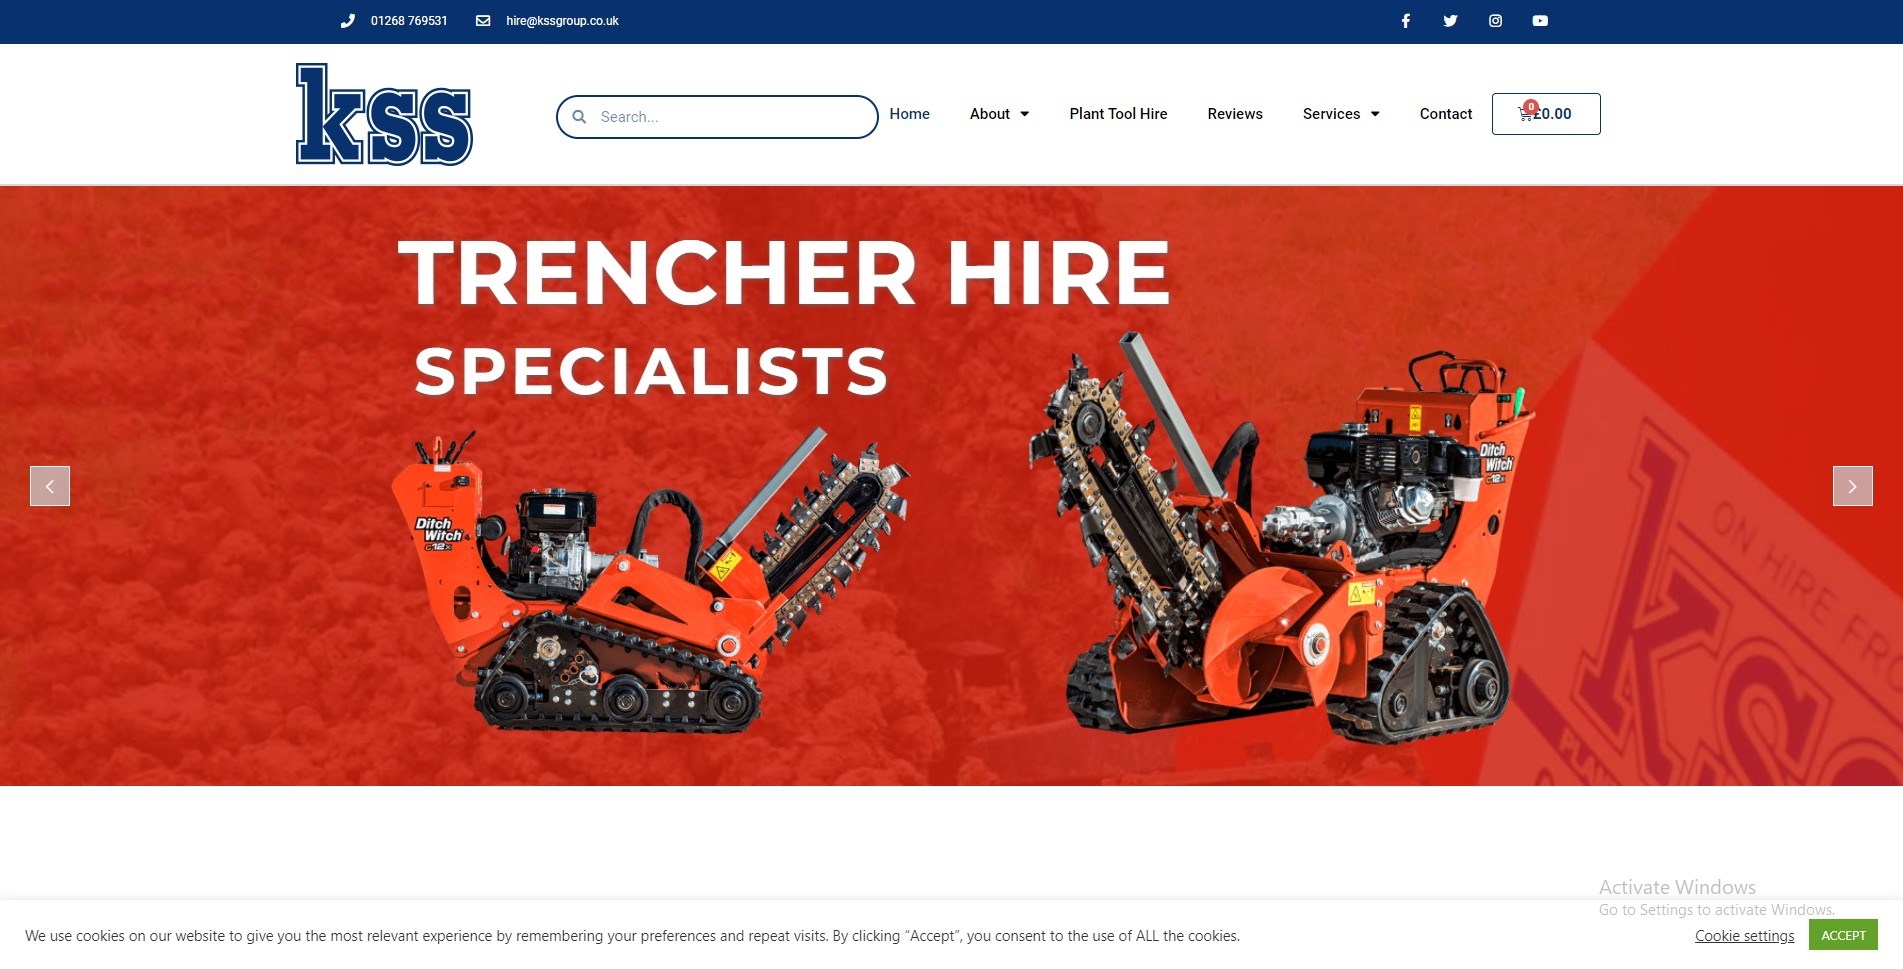 01268 769531
hire@kssgroup.co.uk
kss
Search...
Home
About
Plant Tool Hire
Reviews
Services
Contact
0
£0.00
TRENCHER HIRE
SPECIALISTS
Ditch
Witch
C12X
Ditch
Witch
C12X
ON HIRE FRO
KS
Activate Windows
Go to Settings to activate Windows.
We use cookies on our website to give you the most relevant experience by remembering your preferences and repeat visits. By clicking “Accept”, you consent to the use of ALL the cookies.
Cookie settings
ACCEPT